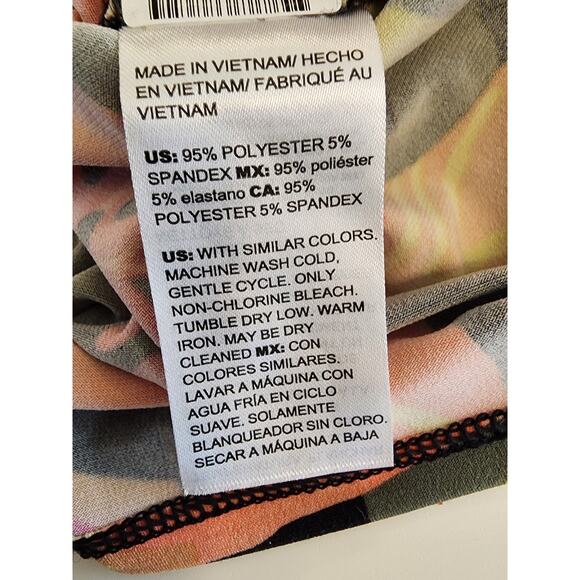 MADE IN VIETNAM/ HECHO
EN VIETNAM/ FABRIQUÉ AU
VIETNAM
US: 95% POLYESTER 5%
SPANDEX MX: 95% poliéster
5% elastano CA: 95%
POLYESTER 5% SPANDEX
US: WITH SIMILAR COLORS.
MACHINE WASH COLD,
GENTLE CYCLE. ONLY
NON-CHLORINE BLEACH.
TUMBLE DRY LOW. WARM
IRON. MAY BE DRY
CLEANED MX: CON
COLORES SIMILARES.
LAVAR A MÁQUINA CON
AGUA FRÍA EN CICLO
SUAVE. SOLAMENTE
BLANQUEADOR SIN CLORO.
SECAR A MÁQUINA A BAJA